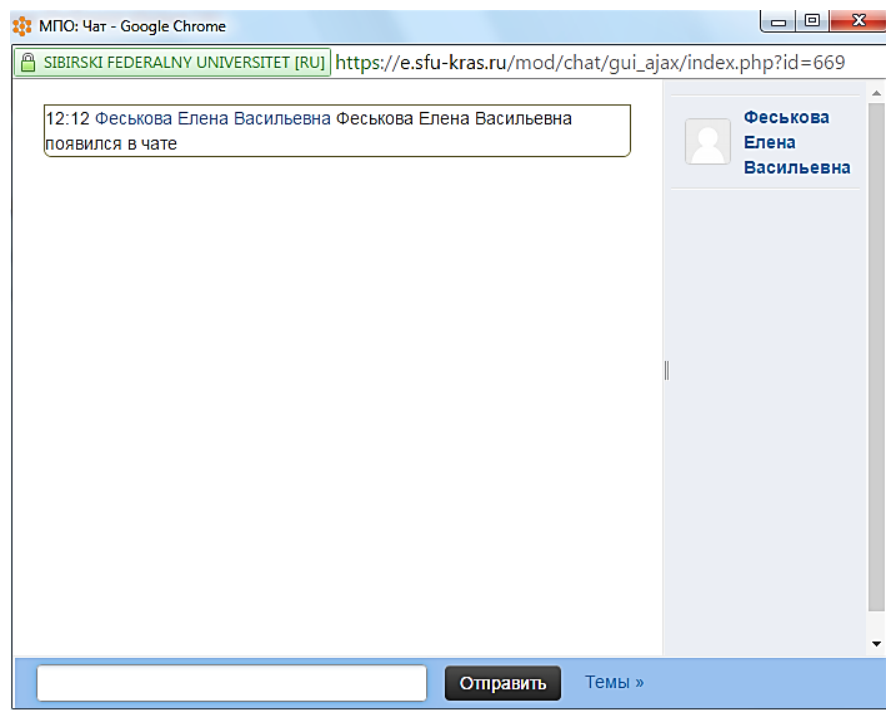 МПО: Чат - Google Chrome
SIBIRSKI FEDERALNY UNIVERSITET [RU] https://e.sfu-kras.ru/mod/chat/gui_ajax/index.php?id=669
12:12 Феськова Елена Васильевна Феськова Елена Васильевна
появился в чате
Феськова
Елена
Васильевна
Отправить Темы »